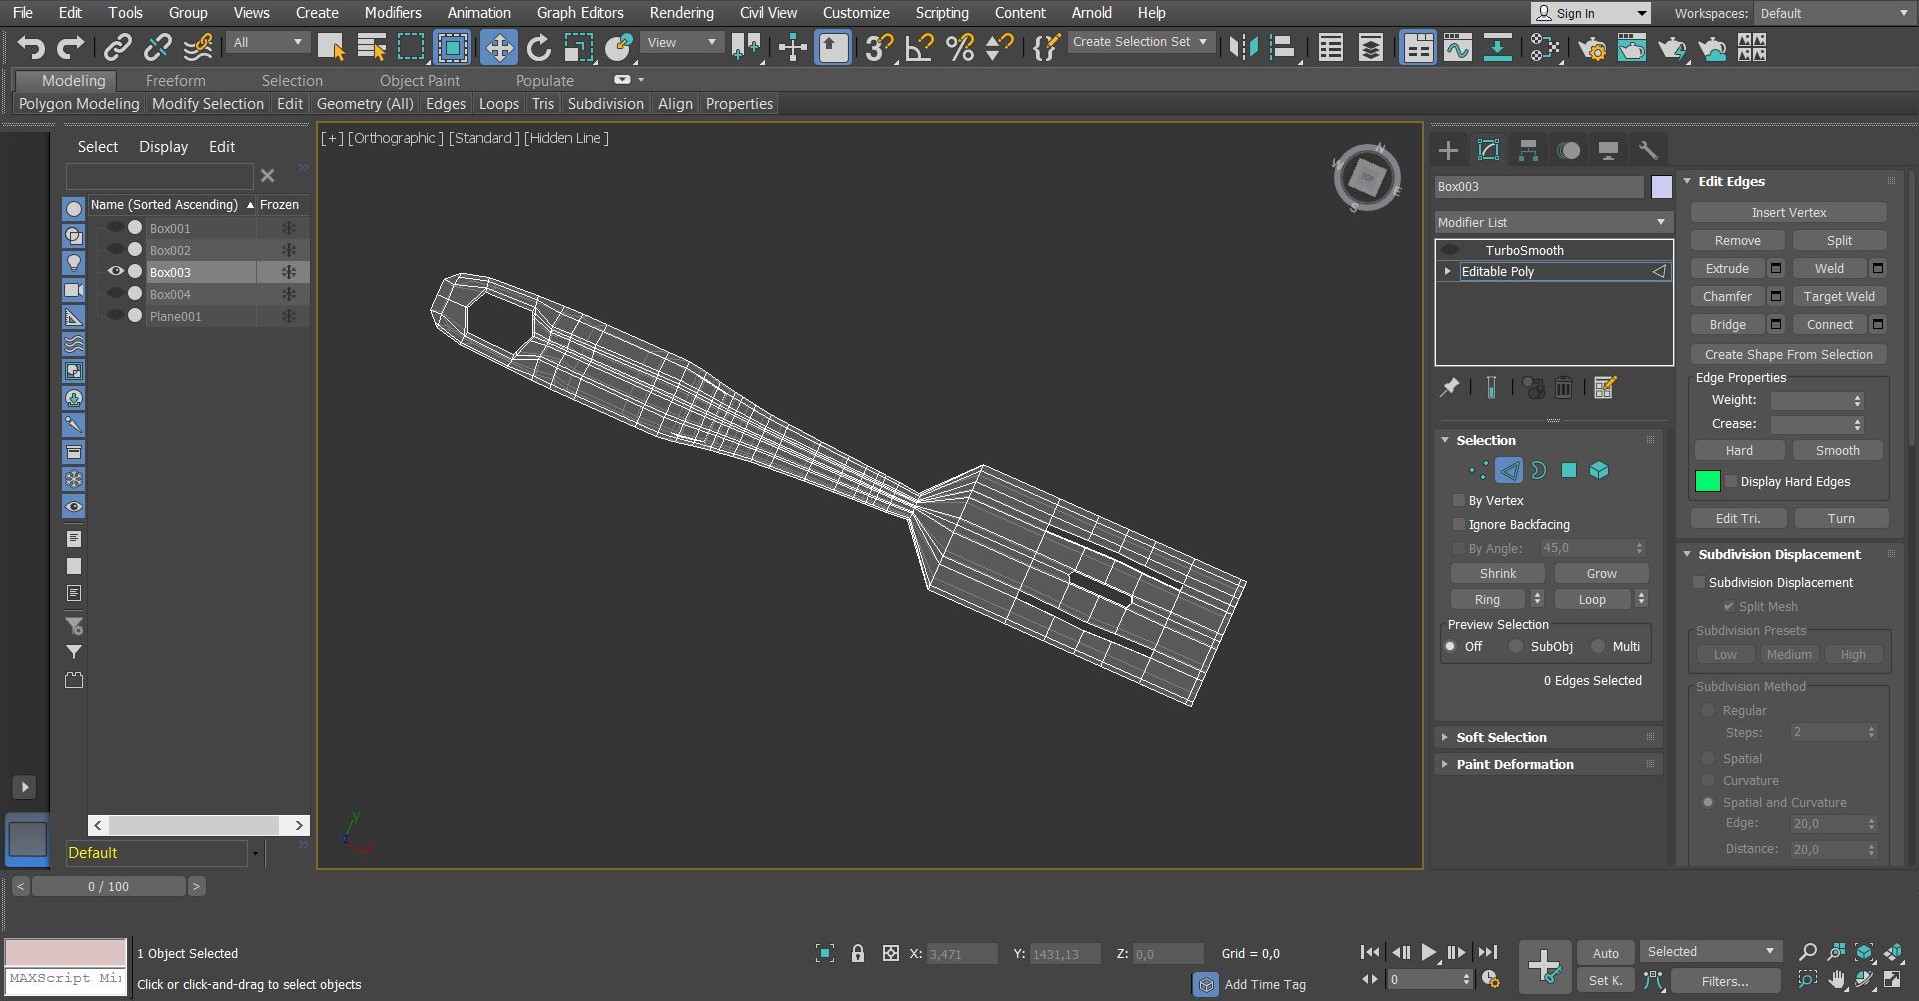 File Edit Tools Group Views Create Modifiers Animation Graph Editors Rendering Civil View Customize Scripting Content Arnold Help Sign In Workspaces: Default
All View Create Selection Set
Modeling Freeform Selection Object Paint Populate
Polygon Modeling Modify Selection Edit Geometry (All) Edges Loops Tris Subdivision Align Properties
Select Display Edit
Name (Sorted Ascending) Frozen
Box001
Box002
Box003
Box004
Plane001
Default
[+] [Orthographic ] [Standard ] [Hidden Line ]
N
W
TOP
E
S
y
z
Box003
Modifier List
TurboSmooth
Editable Poly
Selection
By Vertex
Ignore Backfacing
By Angle: 45,0
Shrink Grow
Ring Loop
Preview Selection
Off SubObj Multi
0 Edges Selected
Soft Selection
Paint Deformation
Edit Edges
Insert Vertex
Remove Split
Extrude Weld
Chamfer Target Weld
Bridge Connect
Create Shape From Selection
Edge Properties
Weight:
Crease:
Hard Smooth
Display Hard Edges
Edit Tri. Turn
Subdivision Displacement
Subdivision Displacement
Split Mesh
Subdivision Presets
Low Medium High
Subdivision Method
Regular
Steps: 2
Spatial
Curvature
Spatial and Curvature
Edge: 20,0
Distance: 20,0
< 0 / 100 >
1 Object Selected X: 3,471 Y: 1431,13 Z: 0,0 Grid = 0,0 Auto Selected
MAXScript Mi Click or click-and-drag to select objects Add Time Tag 0 Set K. Filters...